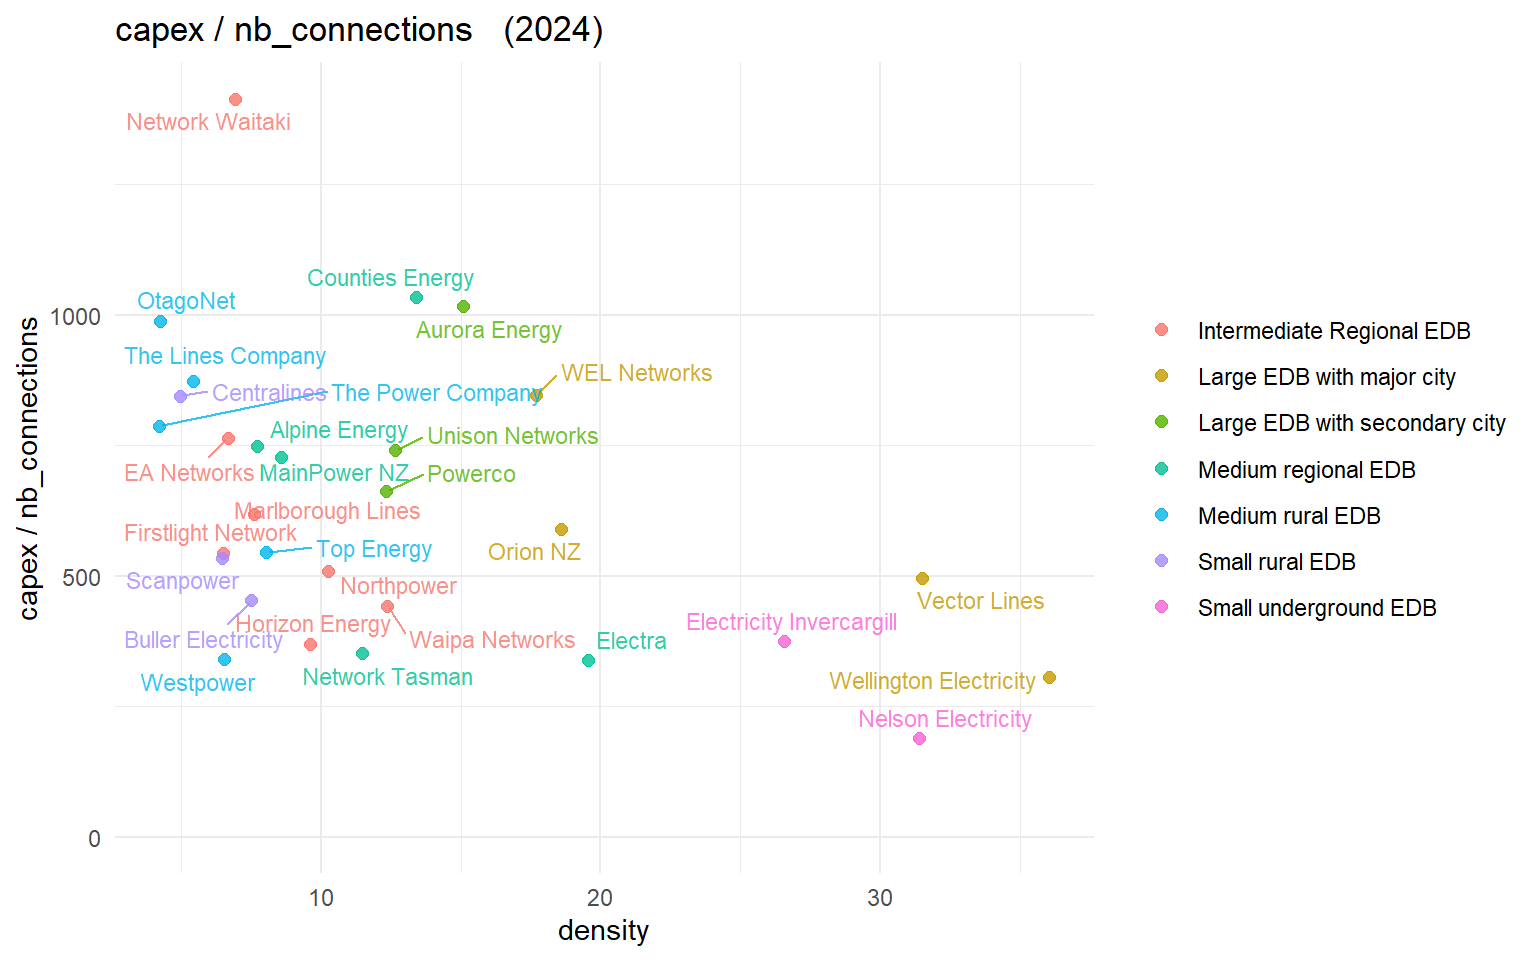 capex / nb_connections (2024)
Network Waitaki
Counties Energy
OtagoNet
1000
Aurora Energy
The Lines Company
WEL Networks
Centralines
The Power Company
Alpine Energy
Unison Networks
EA Networks
MainPower NZ
Powerco
Marlborough Lines
Firstlight Network
Top Energy
Orion NZ
500
Scanpower
Northpower
Vector Lines
Horizon Energy
Electricity Invercargill
Buller Electricity
Waipa Networks
Electra
Westpower
Network Tasman
Wellington Electricity
Nelson Electricity
0
10
20
30
density
capex / nb_connections
Intermediate Regional EDB
Large EDB with major city
Large EDB with secondary city
Medium regional EDB
Medium rural EDB
Small rural EDB
Small underground EDB